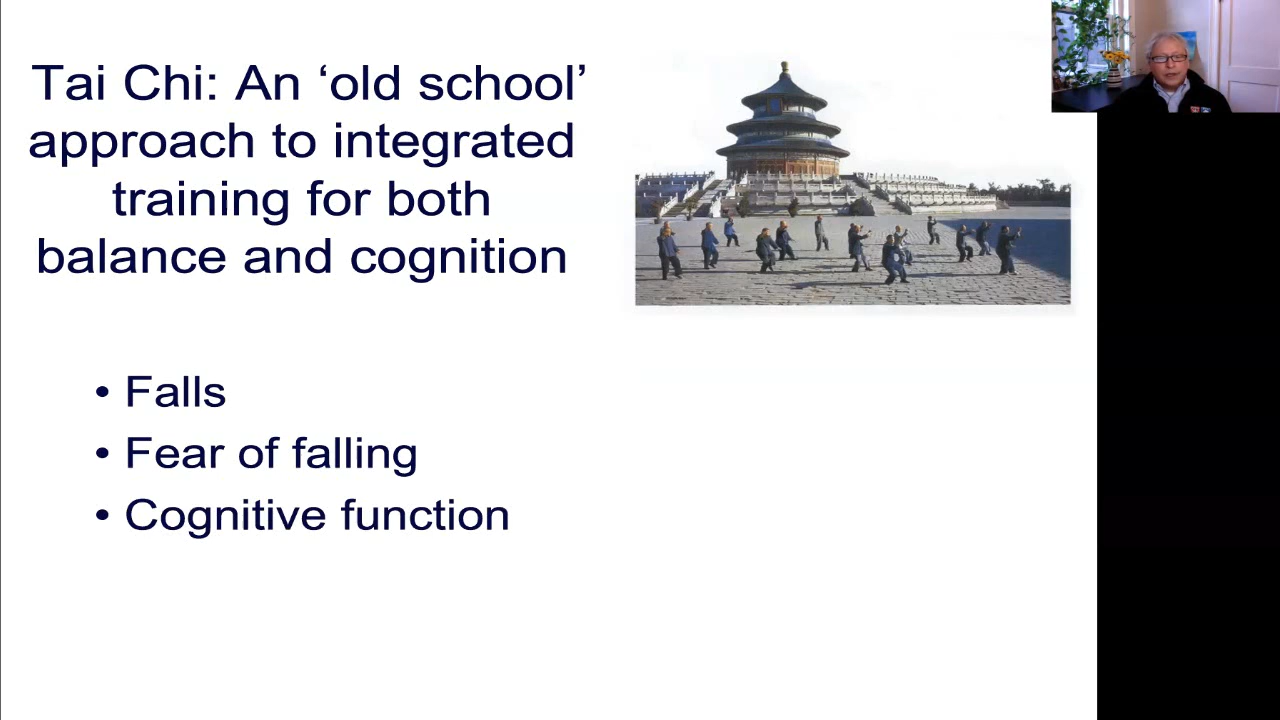 Tai Chi: An ‘old school’
approach to integrated
training for both
balance and cognition
• Falls
• Fear of falling
• Cognitive function